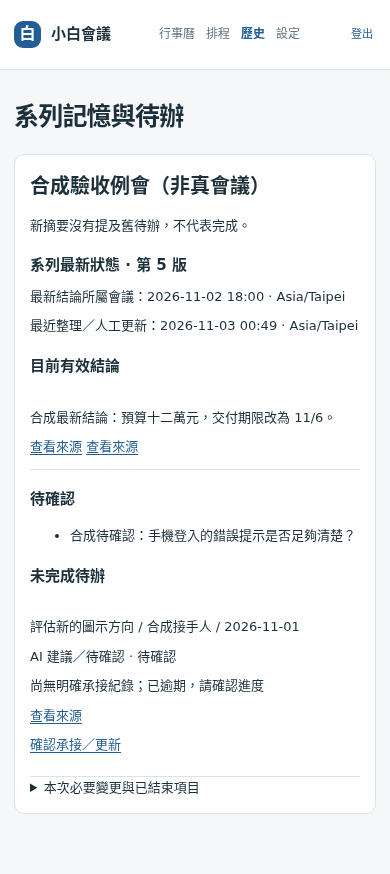 白 小白會議 行事曆 排程 歷史 設定 登出
系列記憶與待辦
合成驗收例會（非真會議）
新摘要沒有提及舊待辦，不代表完成。
系列最新狀態 · 第 5 版
最新結論所屬會議：2026-11-02 18:00 · Asia/Taipei
最近整理／人工更新：2026-11-03 00:49 · Asia/Taipei
目前有效結論
合成最新結論：預算十二萬元，交付期限改為 11/6。
查看來源 查看來源
待確認
• 合成待確認：手機登入的錯誤提示是否足夠清楚？
未完成待辦
評估新的圖示方向 / 合成接手人 / 2026-11-01
AI 建議／待確認 · 待確認
尚無明確承接紀錄；已逾期，請確認進度
查看來源
確認承接／更新
▶ 本次必要變更與已結束項目